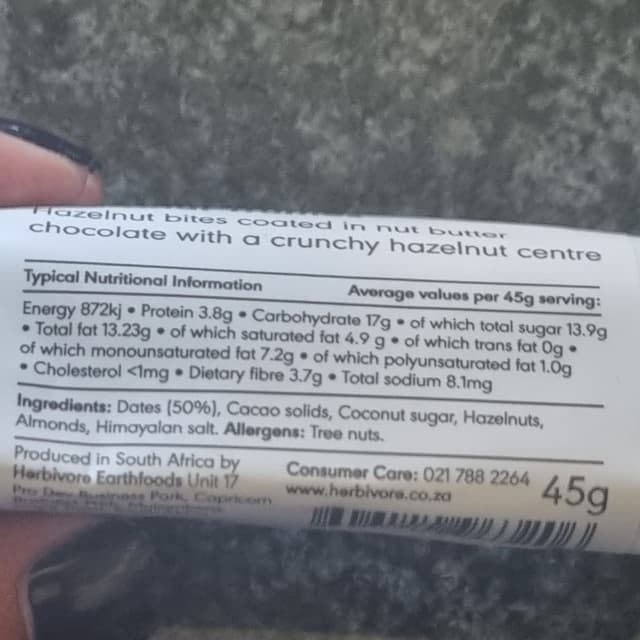 Hazelnut bites coated in nut butter
chocolate with a crunchy hazelnut centre
Typical Nutritional Information Average values per 45g serving:
Energy 872kj • Protein 3.8g • Carbohydrate 17g • of which total sugar 13.9g
• Total fat 13.23g • of which saturated fat 4.9 g • of which trans fat 0g •
of which monounsaturated fat 7.2g • of which polyunsaturated fat 1.0g
• Cholesterol <1mg • Dietary fibre 3.7g • Total sodium 8.1mg
Ingredients: Dates (50%), Cacao solids, Coconut sugar, Hazelnuts,
Almonds, Himayalan salt. Allergens: Tree nuts.
Produced in South Africa by
Herbivore Earthfoods Unit 17
Pro Dev Business Park, Capricorn
Consumer Care: 021 788 2264
www.herbivore.co.za
45g